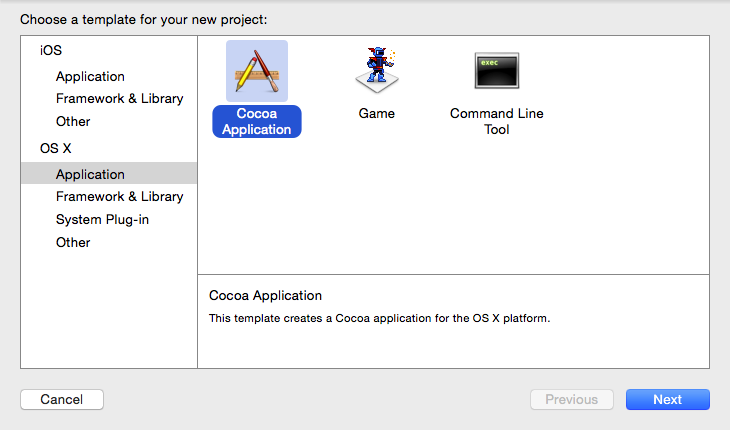 Choose a template for your new project:
iOS
Application
Framework & Library
Other
OS X
Application
Framework & Library
System Plug-in
Other
Cocoa
Application
Game
exec
Command Line
Tool
Cocoa Application
This template creates a Cocoa application for the OS X platform.
Cancel
Previous
Next